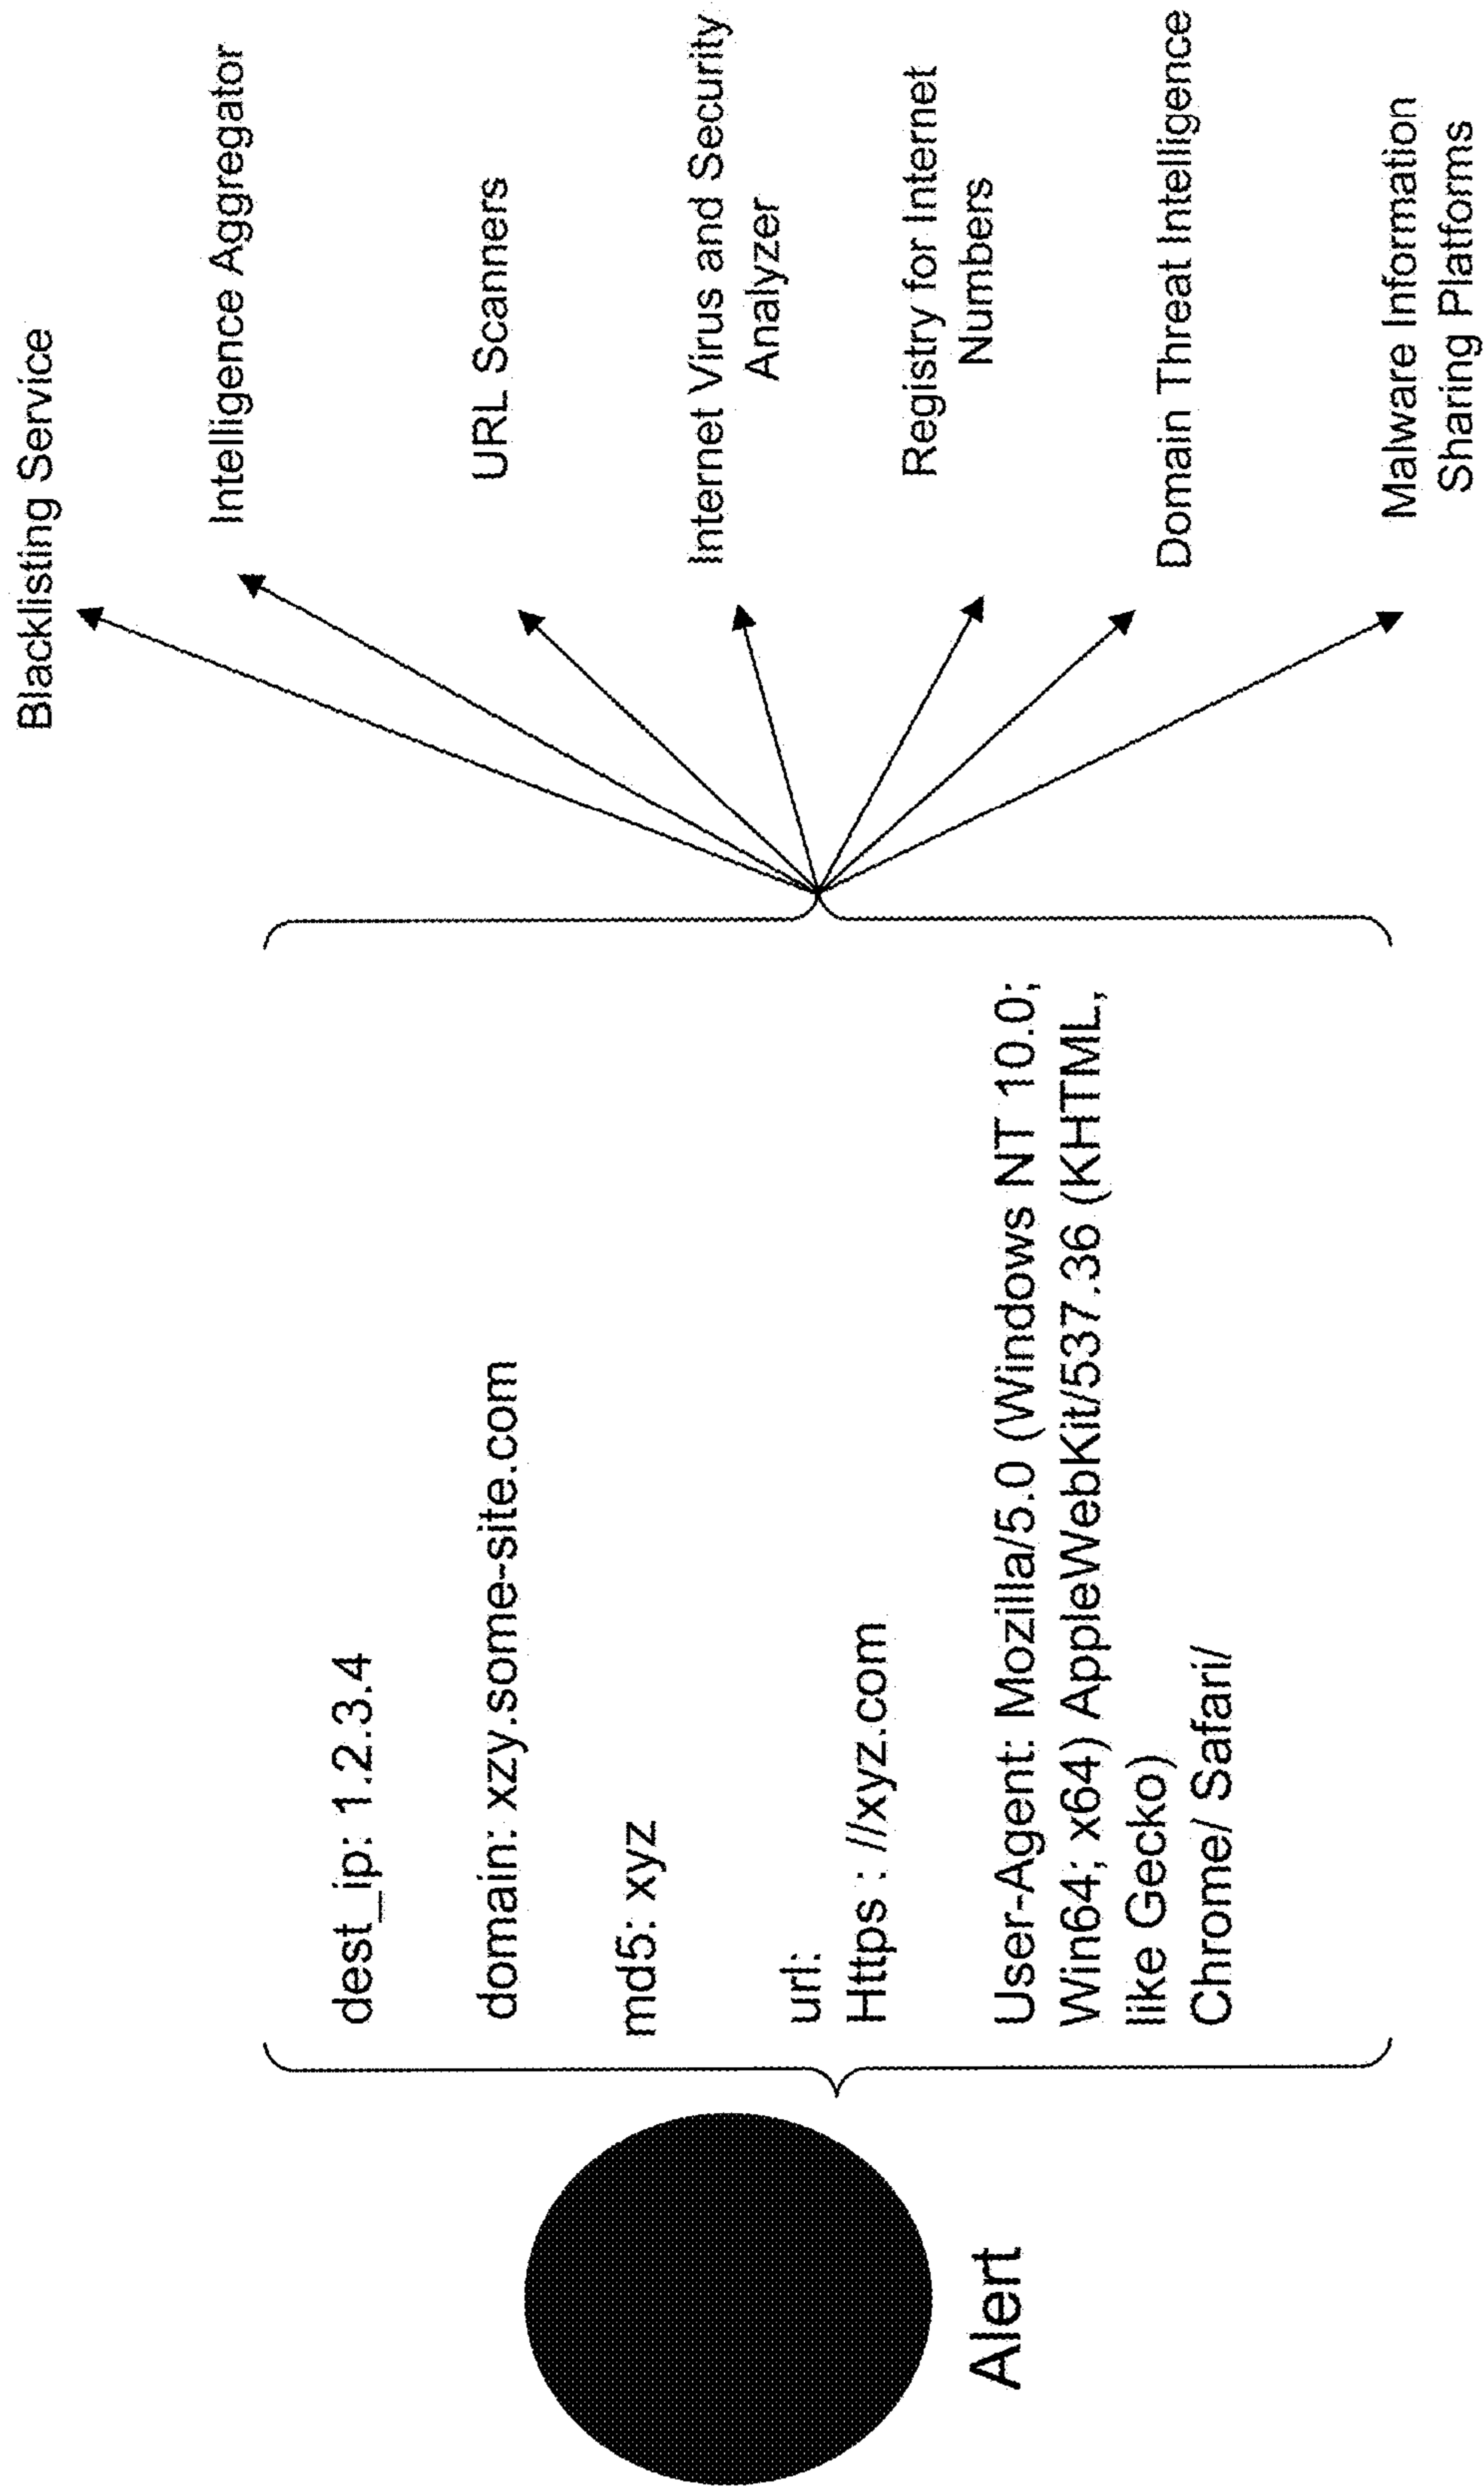 Alert
dest_ip: 1.2.3.4
domain: xzy.some-site.com
md5: xyz
url:
Https : //xyz.com
User-Agent: Mozilla/5.0 (Windows NT 10.0;
Win64; x64) AppleWebKit/537.36 (KHTML,
like Gecko)
Chrome/ Safari/
Blacklisting Service
Intelligence Aggregator
URL Scanners
Internet Virus and Security
Analyzer
Registry for Internet
Numbers
Domain Threat Intelligence
Malware Information
Sharing Platforms